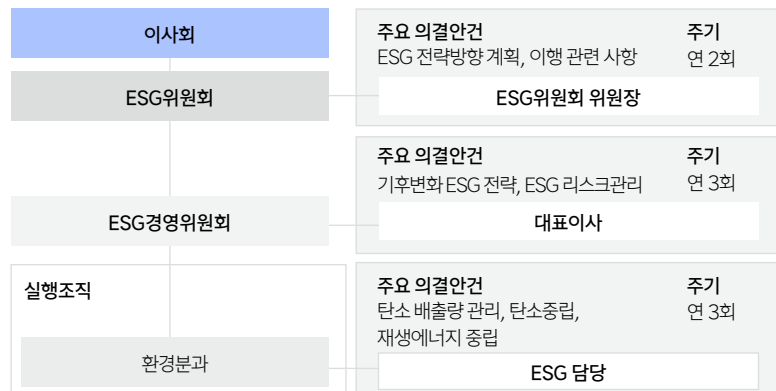 이사회
주요 의결안건 주기
ESG 전략방향 계획, 이행 관련 사항 연 2회
ESG위원회
ESG위원회 위원장
주요 의결안건 주기
기후변화 ESG 전략, ESG 리스크관리 연 3회
ESG경영위원회
대표이사
실행조직
주요 의결안건 주기
탄소 배출량 관리, 탄소중립, 연 3회
재생에너지 중립
환경분과
ESG 담당